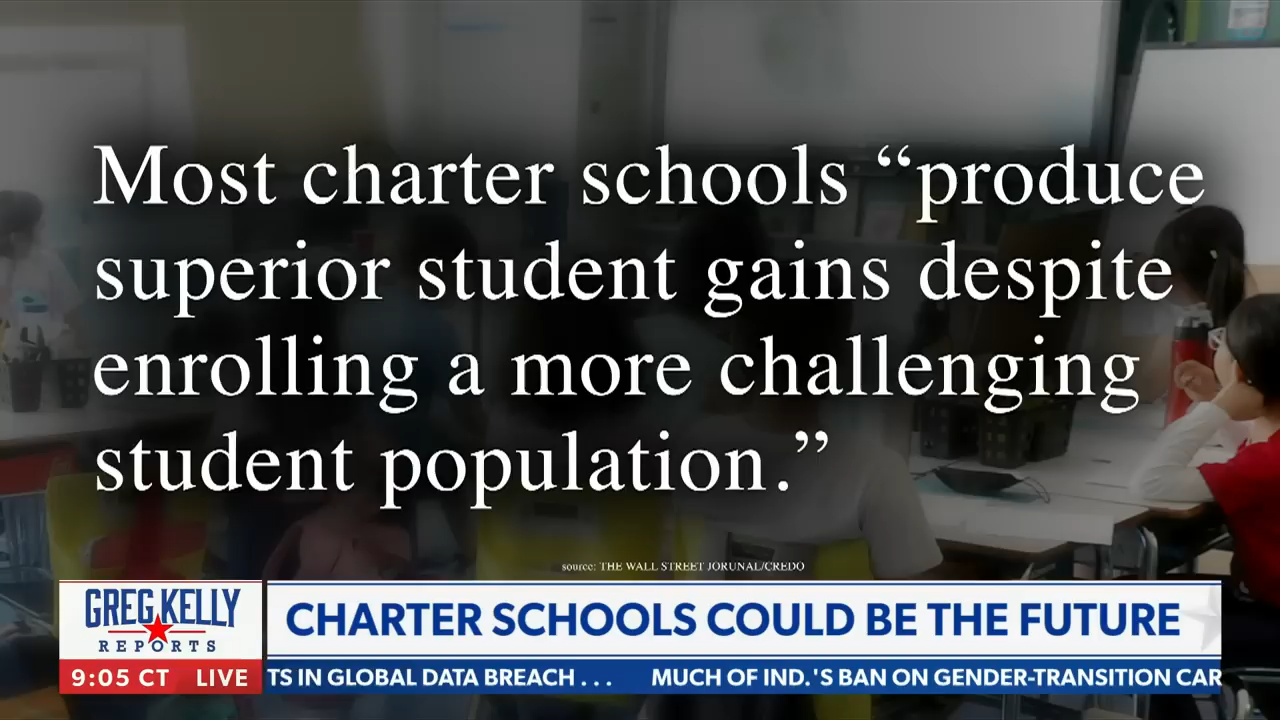 Most charter schools “produce
superior student gains despite
enrolling a more challenging
student population.”
source: THE WALL STREET JORUNAL/CREDO
GREG KELLY
REPORTS
CHARTER SCHOOLS COULD BE THE FUTURE
9:05 CT LIVE
TS IN GLOBAL DATA BREACH . . . MUCH OF IND.'S BAN ON GENDER-TRANSITION CAR